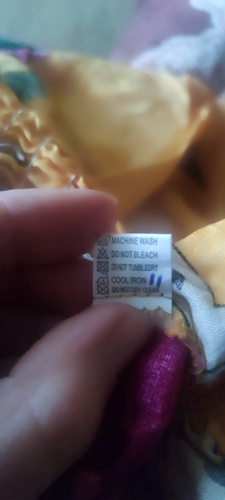 MACHINE WASH
DO NOT BLEACH
DO NOT TUMBLEDRY
COOL IRON
DO NOT DRY CLEAN